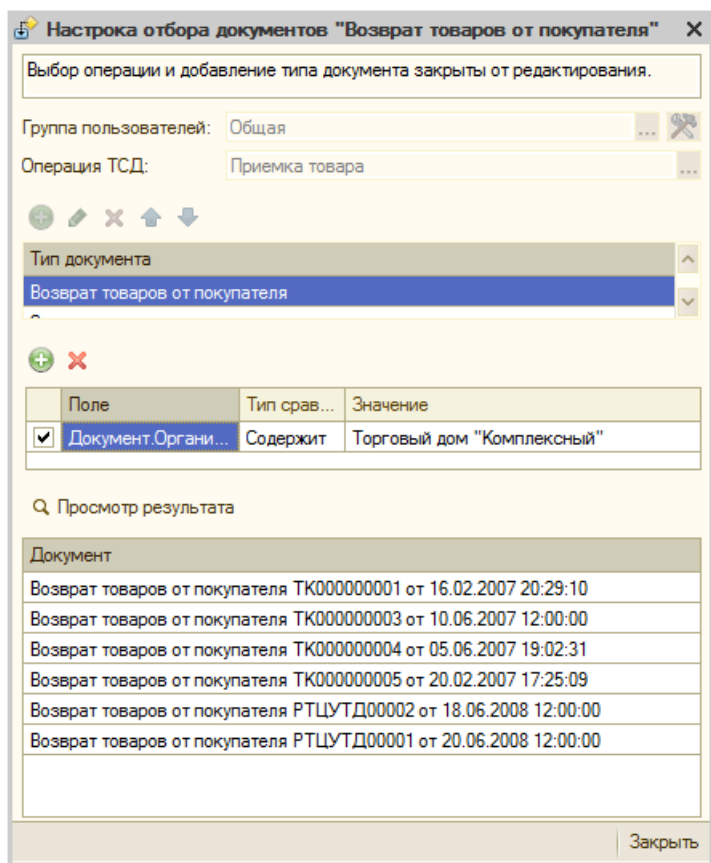 Настрока отбора документов "Возврат товаров от покупателя"
Выбор операции и добавление типа документа закрыты от редактирования.
Группа пользователей: Общая ...
Операция ТСД: Приемка товара ...
Тип документа
Возврат товаров от покупателя
Поле Тип срав... Значение
Документ.Органи... Содержит Торговый дом "Комплексный"
Просмотр результата
Документ
Возврат товаров от покупателя ТК000000001 от 16.02.2007 20:29:10
Возврат товаров от покупателя ТК000000003 от 10.06.2007 12:00:00
Возврат товаров от покупателя ТК000000004 от 05.06.2007 19:02:31
Возврат товаров от покупателя ТК000000005 от 20.02.2007 17:25:09
Возврат товаров от покупателя РТЦУТД00002 от 18.06.2008 12:00:00
Возврат товаров от покупателя РТЦУТД00001 от 20.06.2008 12:00:00
Закрыть